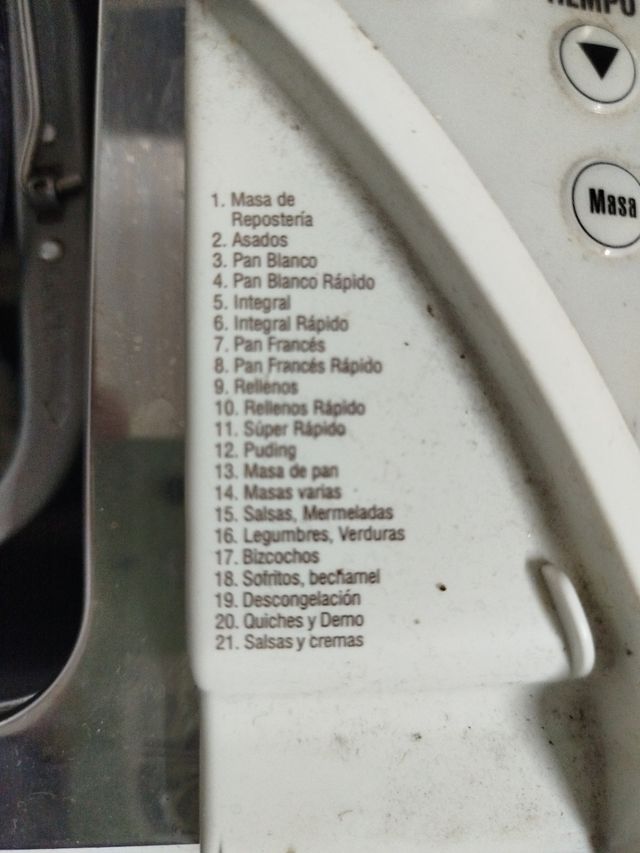 TIEMPO
Masa
1. Masa de
Repostería
2. Asados
3. Pan Blanco
4. Pan Blanco Rápido
5. Integral
6. Integral Rápido
7. Pan Francés
8. Pan Francés Rápido
9. Rellenos
10. Rellenos Rápido
11. Súper Rápido
12. Puding
13. Masa de pan
14. Masas varias
15. Salsas, Mermeladas
16. Legumbres, Verduras
17. Bizcochos
18. Sofritos, bechamel
19. Descongelación
20. Quiches y Demo
21. Salsas y cremas